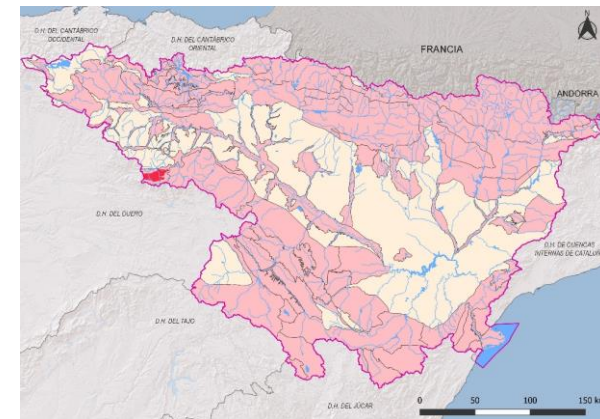 D.H. DEL CANTÁBRICO
OCCIDENTAL
D.H. DEL CANTÁBRICO
ORIENTAL
FRANCIA
N
ANDORRA
D.H. DEL DUERO
D.H. DE CUENCAS
INTERNAS DE CATALUÑ
D.H. DEL TAJO
D.H. DEL JÚCAR
0 50 100 150 km